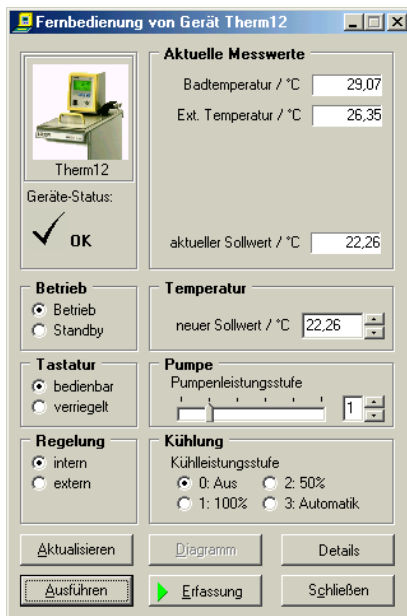 Fernbedienung von Gerät Therm12
Aktuelle Messwerte
Badtemperatur / °C 29,07
Ext. Temperatur / °C 26,35
Therm12
Geräte-Status:
OK
aktueller Sollwert / °C 22,26
Betrieb
Betrieb
Standby
Temperatur
neuer Sollwert / °C 22,26
Tastatur
bedienbar
verriegelt
Pumpe
Pumpenleistungsstufe
1
Regelung
intern
extern
Kühlung
Kühlleistungsstufe
0: Aus 2: 50%
1: 100% 3: Automatik
Aktualisieren Diagramm Details
Ausführen Erfassung Schließen